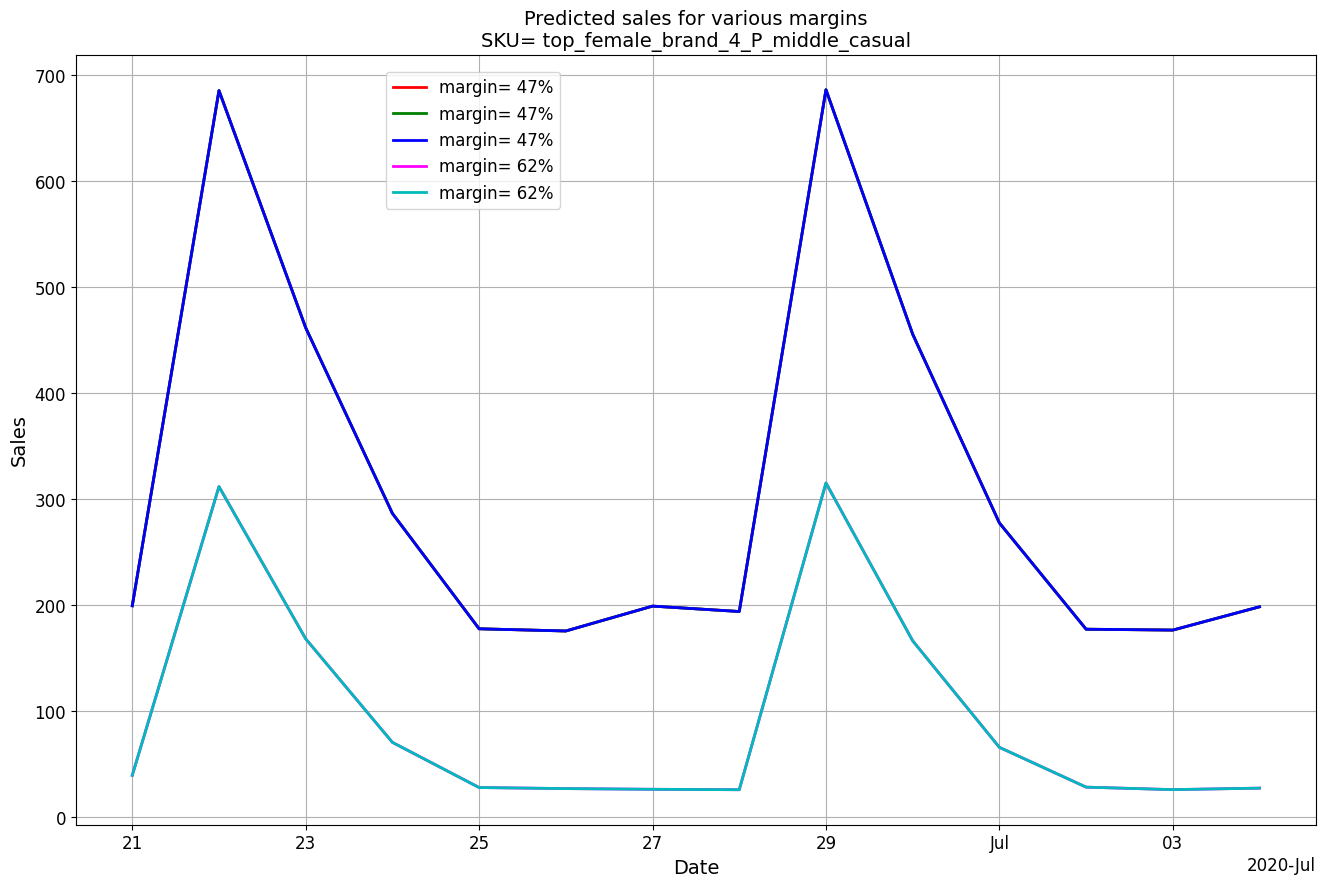 Predicted sales for various margins
SKU= top_female_brand_4_P_middle_casual
700
600
500
400
300
200
100
0
Sales
margin= 47%
margin= 47%
margin= 47%
margin= 62%
margin= 62%
21
23
25
27
29
Jul
03
2020-Jul
Date